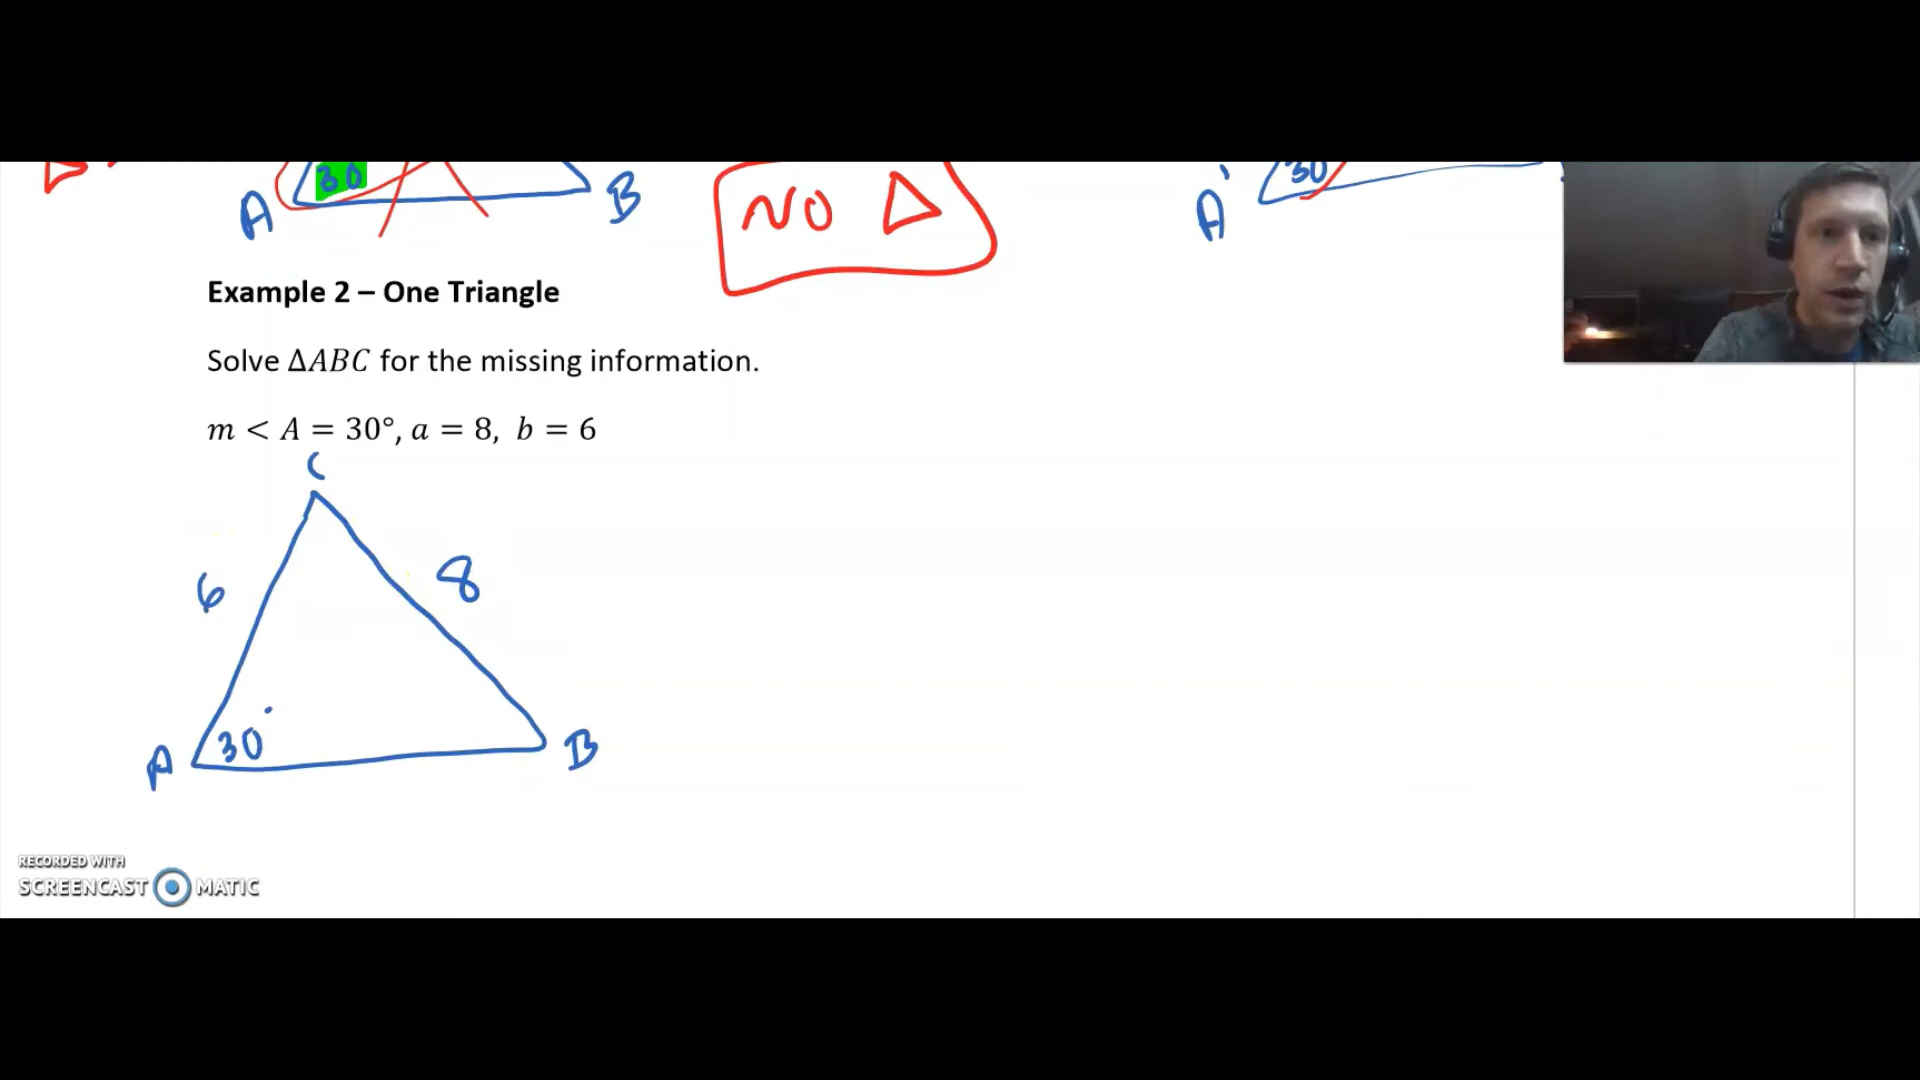 30
A
B
NO Δ
A'
30
Example 2 – One Triangle
Solve ΔABC for the missing information.
m < A = 30°, a = 8, b = 6
C
6
8
30°
A
B
RECORDED WITH
SCREENCAST MATIC